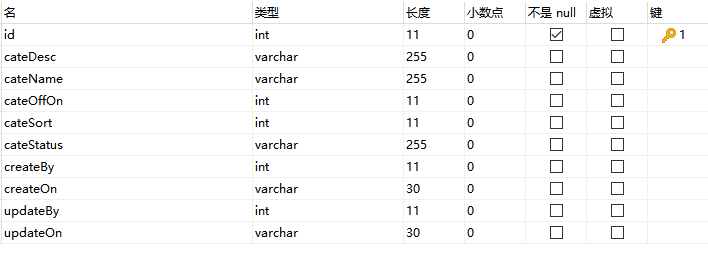 名 类型 长度 小数点 不是 null 虚拟 键
id int 11 0 1
cateDesc varchar 255 0
cateName varchar 255 0
cateOffOn int 11 0
cateSort int 11 0
cateStatus varchar 255 0
createBy int 11 0
createOn varchar 30 0
updateBy int 11 0
updateOn varchar 30 0